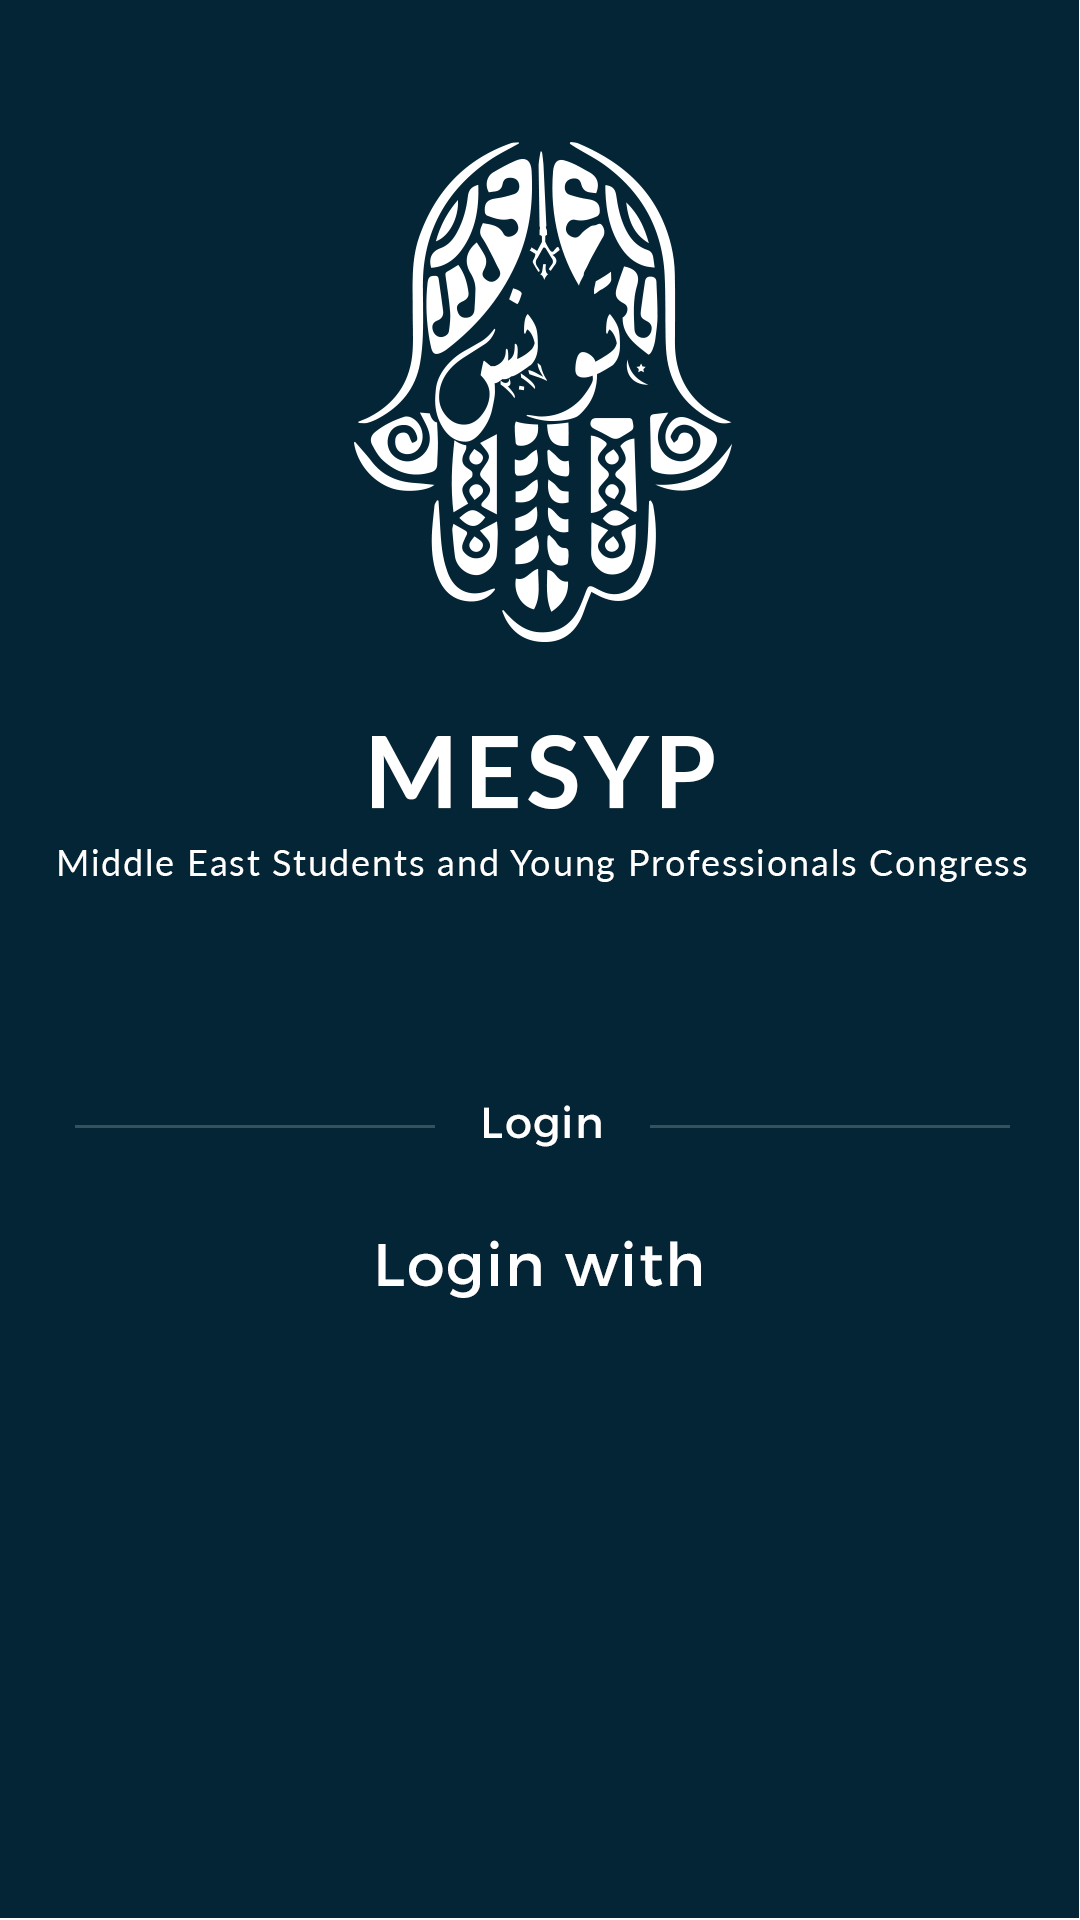 تونس
٢٠١٧
MESYP
Middle East Students and Young Professionals Congress
Login
Login with